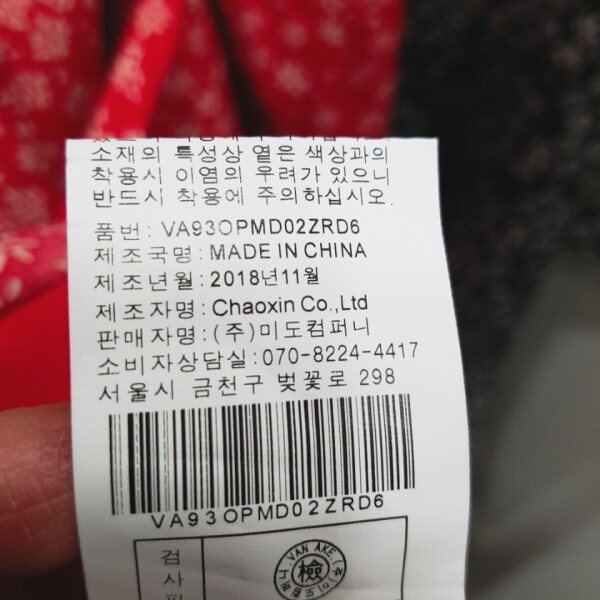 소재의 특성상 옅은 색상과의
착용시 이염의 우려가 있으니
반드시 착용에 주의하십시오.
품번: VA93OPMD02ZRD6
제조국명: MADE IN CHINA
제조년월: 2018년11월
제조자명: Chaoxin Co.,Ltd
판매자명: (주)미도컴퍼니
소비자상담실: 070-8224-4417
서울시 금천구 벚꽃로 298
VA93OPMD02ZRD6
검
사
VAN AKE
檢